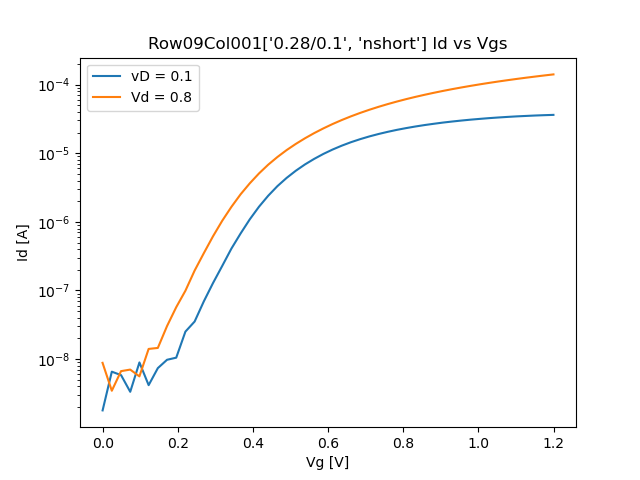 Row09Col001['0.28/0.1', 'nshort'] Id vs Vgs
vD = 0.1
Vd = 0.8
Id [A]
10⁻⁴
10⁻⁵
10⁻⁶
10⁻⁷
10⁻⁸
0.0 0.2 0.4 0.6 0.8 1.0 1.2
Vg [V]